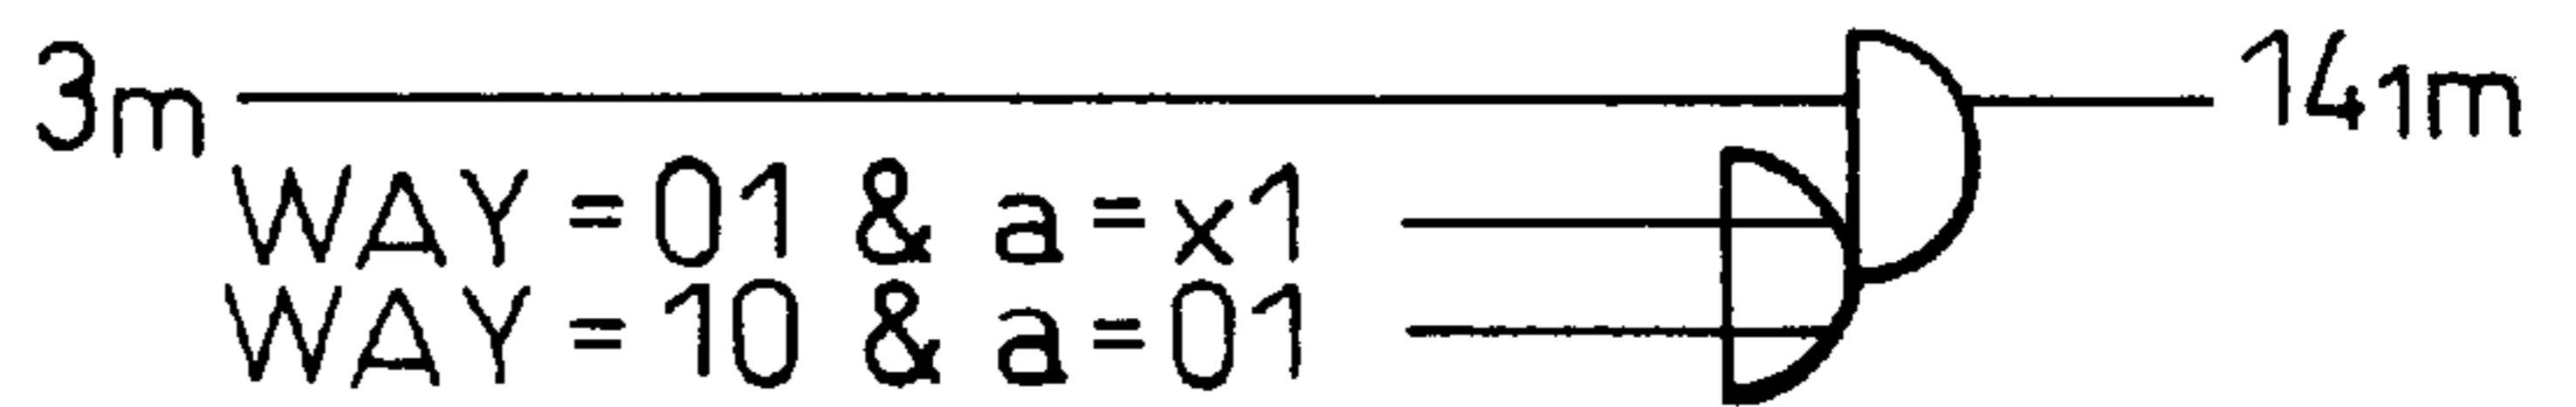 3m 141m
WAY = 01 & a = x1
WAY = 10 & a = 01